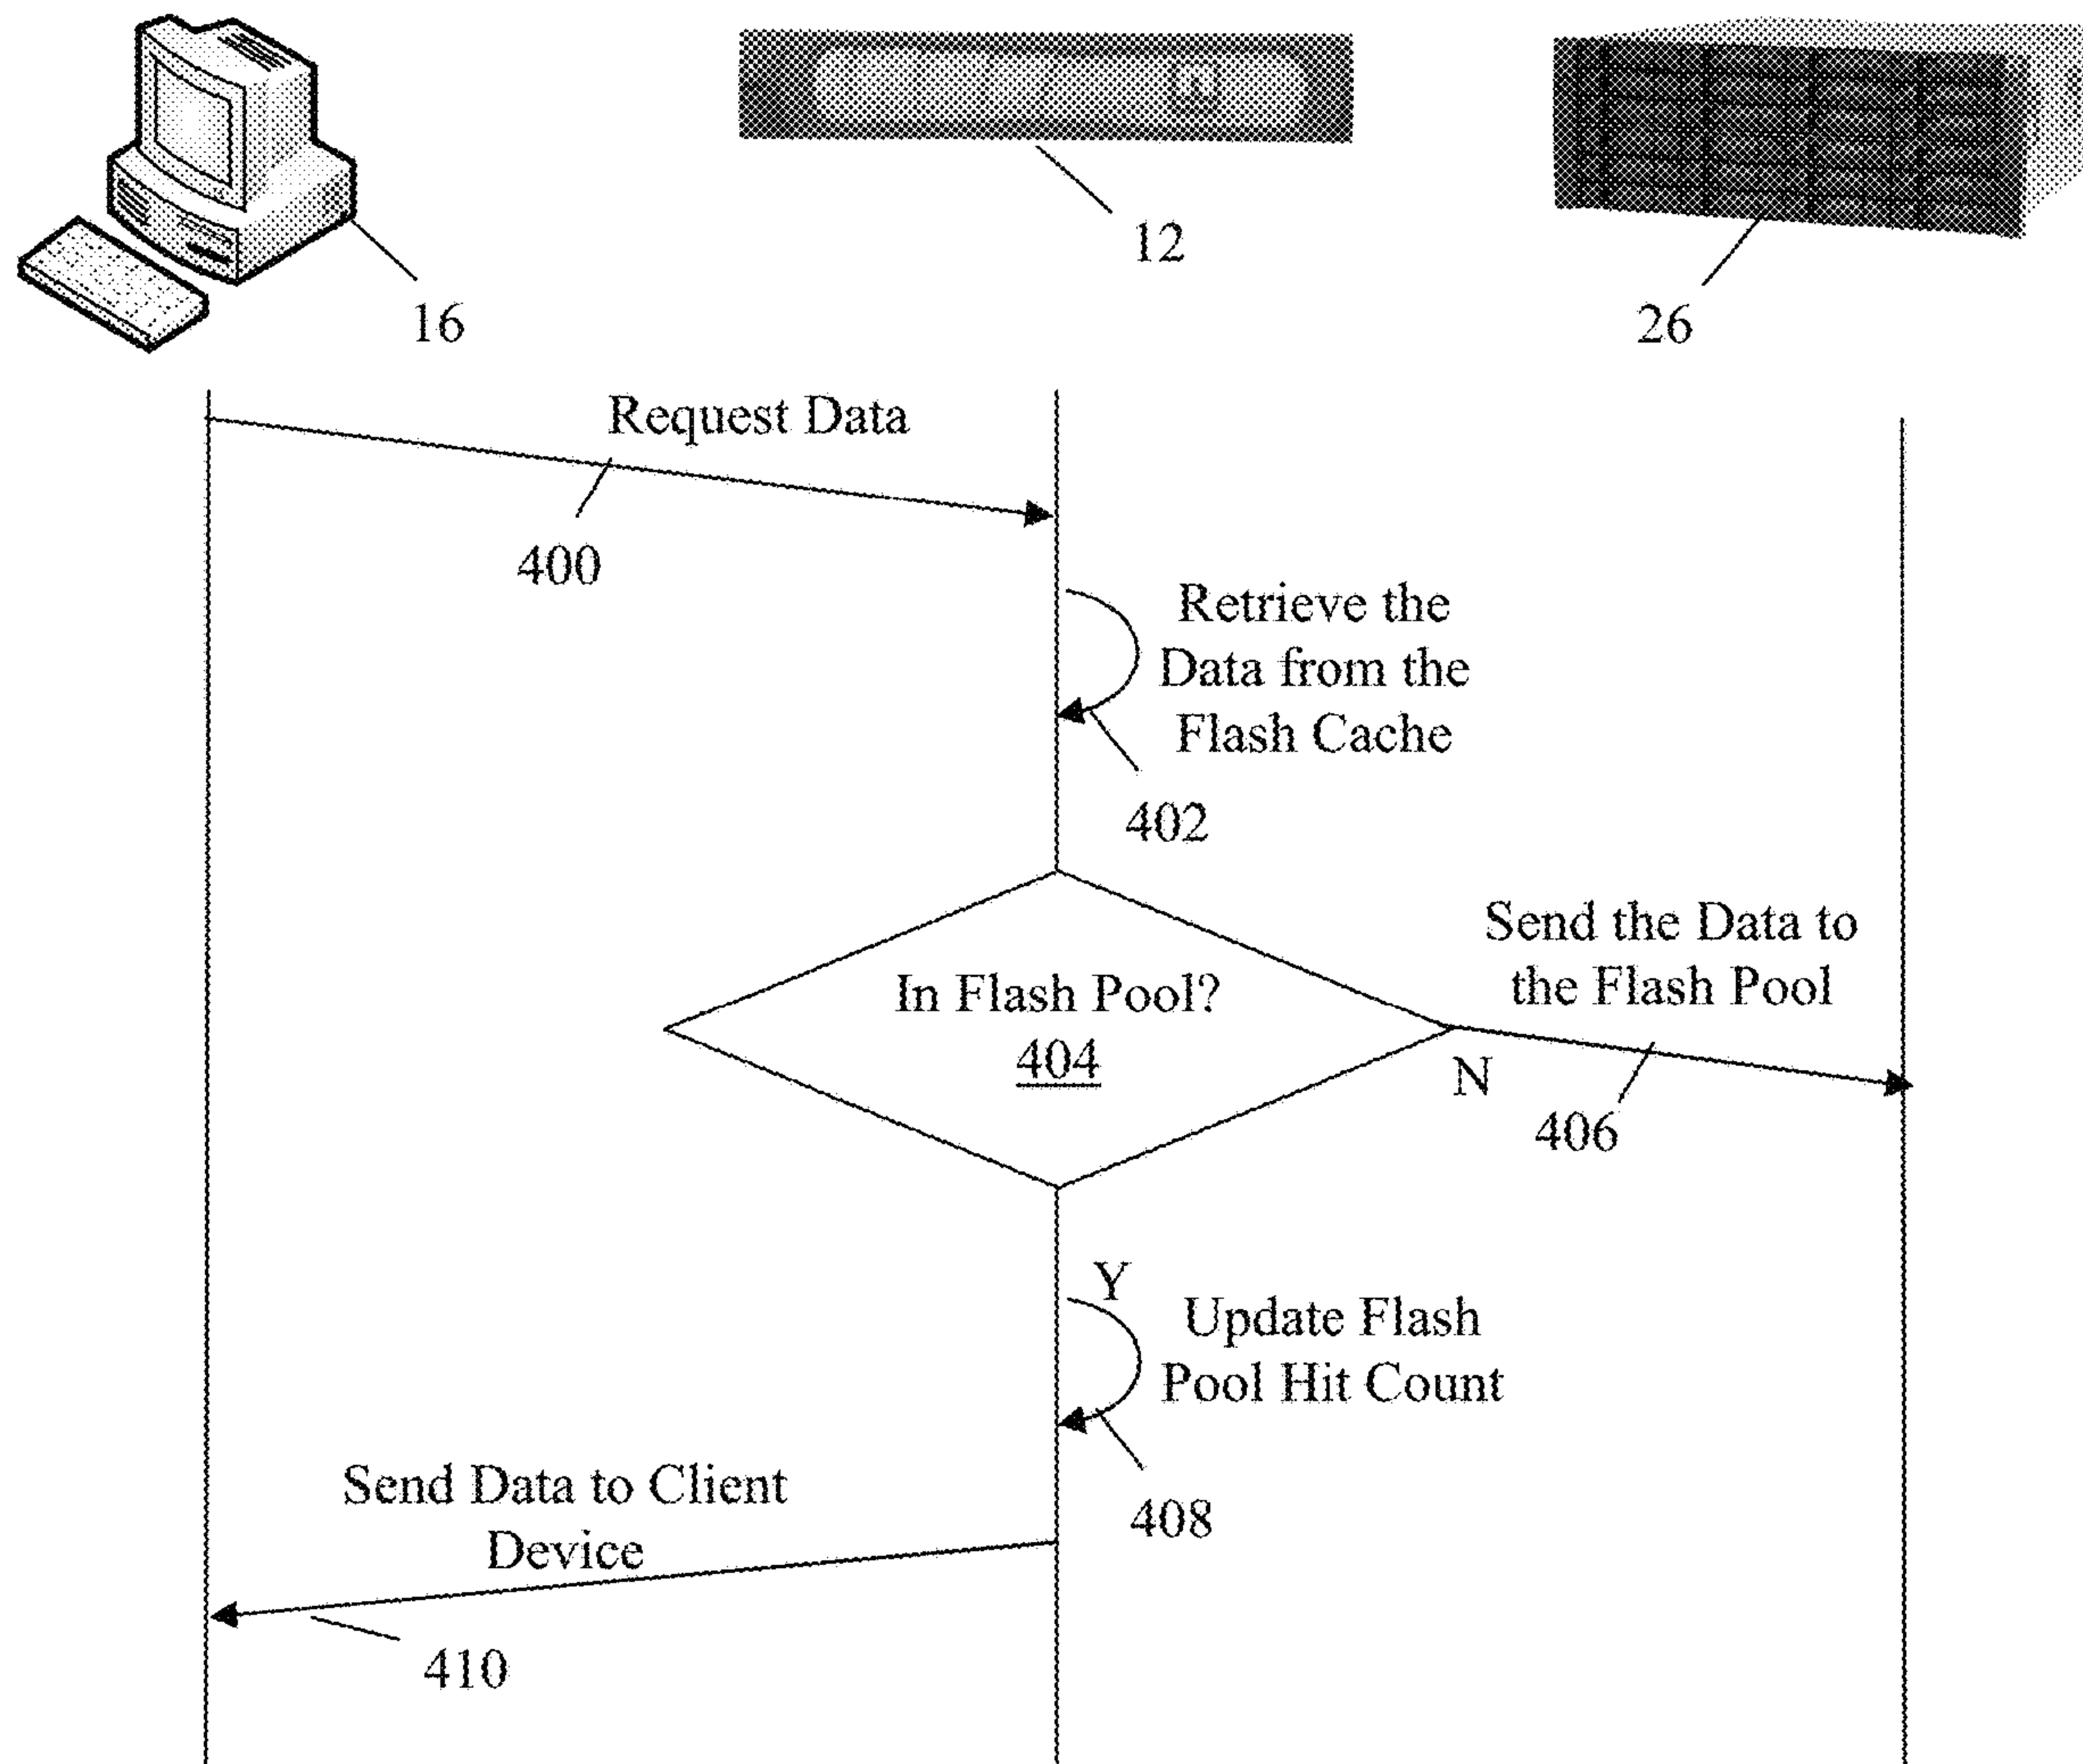 12
16
26
Request Data
400
Retrieve the
Data from the
Flash Cache
402
Send the Data to
the Flash Pool
In Flash Pool?
404
N
406
Y
Update Flash
Pool Hit Count
408
Send Data to Client
Device
410